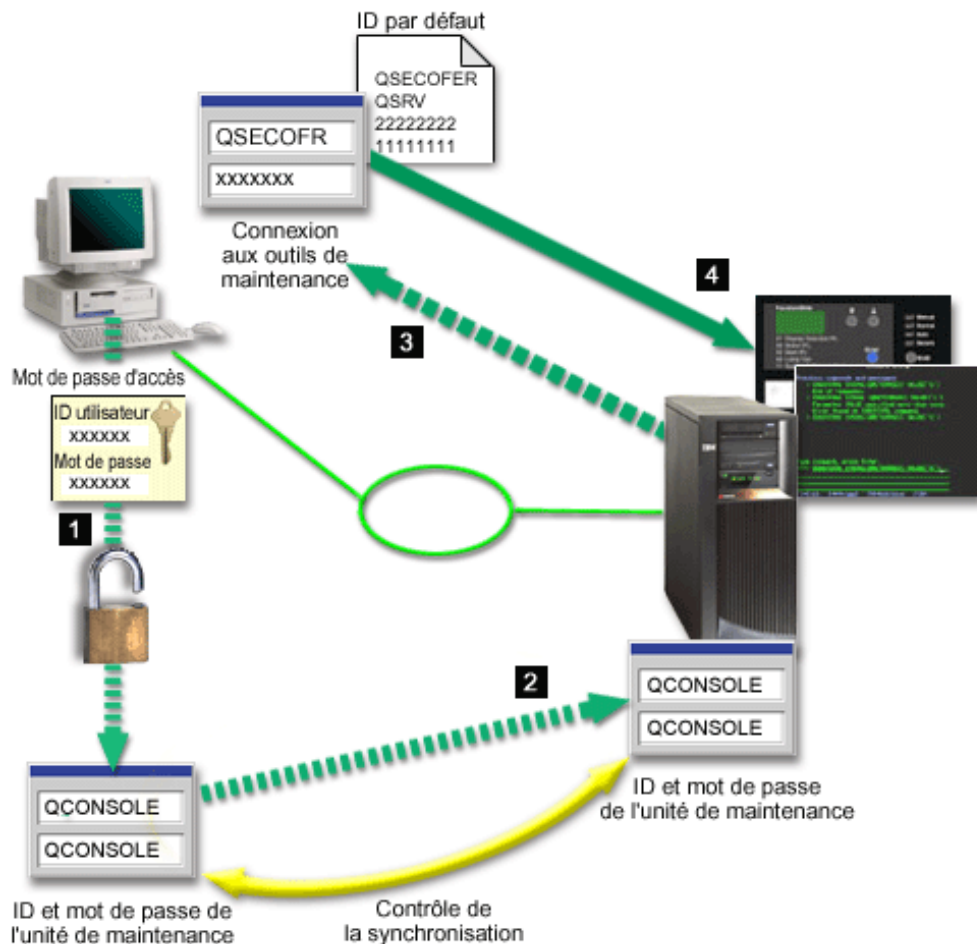 ID par défaut
QSECOFER
QSRV
22222222
11111111
QSECOFR
xxxxxxx
Connexion
aux outils de
maintenance
4
3
Mot de passe d'accès
ID utilisateur
xxxxxx
Mot de passe
xxxxxx
1
2
QCONSOLE
QCONSOLE
ID et mot de passe
de l'unité de maintenance
QCONSOLE
QCONSOLE
ID et mot de passe de
l'unité de maintenance
Contrôle de
la synchronisation